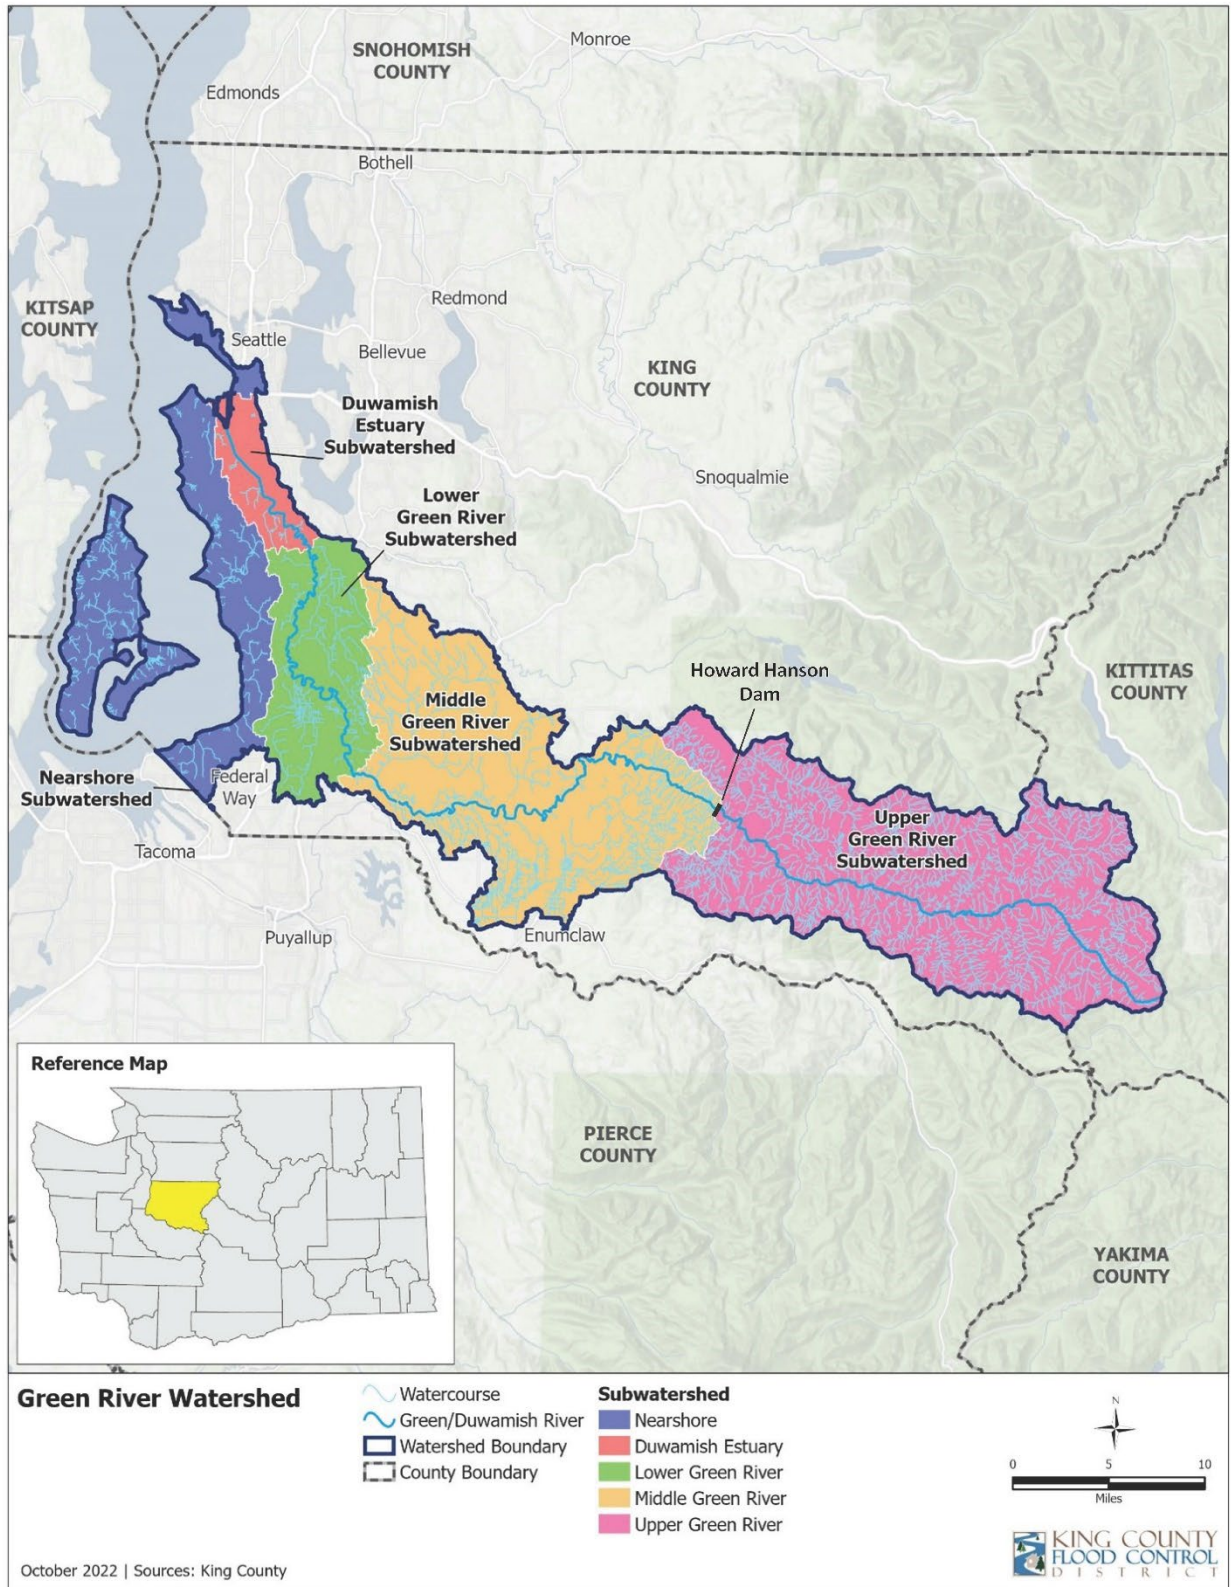 SNOHOMISH
COUNTY
Monroe
Edmonds
Bothell
KITSAP
COUNTY
Redmond
Seattle
Bellevue
KING
COUNTY
Duwamish
Estuary
Subwatershed
Snoqualmie
Lower
Green River
Subwatershed
Howard Hanson
Dam
KITTITAS
COUNTY
Middle
Green River
Subwatershed
Nearshore
Subwatershed
Federal
Way
Upper
Green River
Subwatershed
Tacoma
Puyallup
Enumclaw
Reference Map
PIERCE
COUNTY
YAKIMA
COUNTY
Green River Watershed
Watercourse
Green/Duwamish River
Watershed Boundary
County Boundary
Subwatershed
Nearshore
Duwamish Estuary
Lower Green River
Middle Green River
Upper Green River
N
0 5 10
Miles
KING COUNTY
FLOOD CONTROL
DISTRICT
October 2022 | Sources: King County